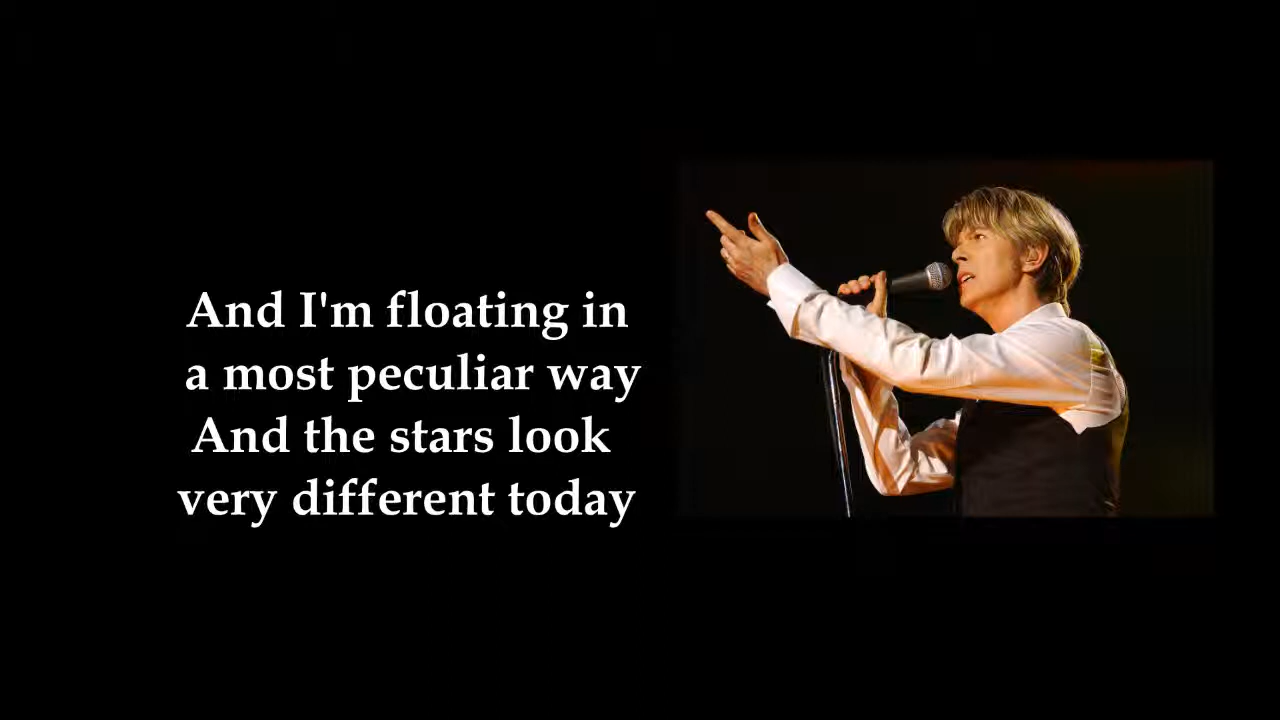 And I'm floating in
a most peculiar way
And the stars look
very different today